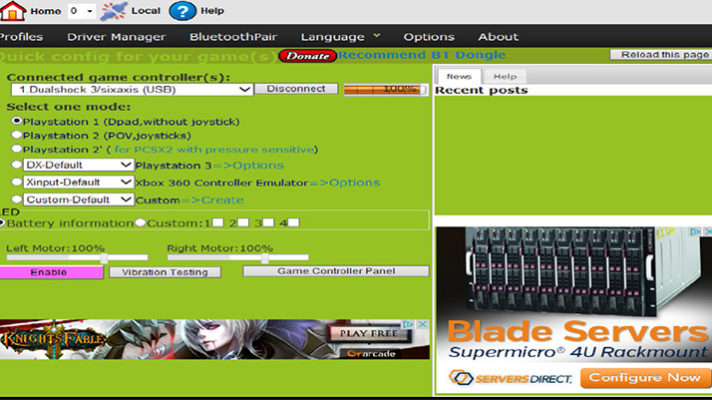 Home 0 Local ? Help
Profiles Driver Manager BluetoothPair Language Options About
Quick config for your game(s) Donate Recommend BT Dongle Reload this page
Connected game controller(s):
1.Dualshock 3/sixaxis (USB) Disconnect 100%
Select one mode:
Playstation 1 (Dpad,without joystick)
Playstation 2 (POV,joysticks)
Playstation 2' ( for PCSX2 with pressure sensitive)
DX-Default Playstation 3=>Options
Xinput-Default Xbox 360 Controller Emulator=>Options
Custom-Default Custom=>Create
LED
Battery information Custom:1 2 3 4
Left Motor:100% Right Motor:100%
Enable Vibration Testing Game Controller Panel
KNIGHTS FABLE PLAY FREE
arcade
News Help
Recent posts
Blade Servers
Supermicro® 4U Rackmount
SERVERS DIRECT Configure Now